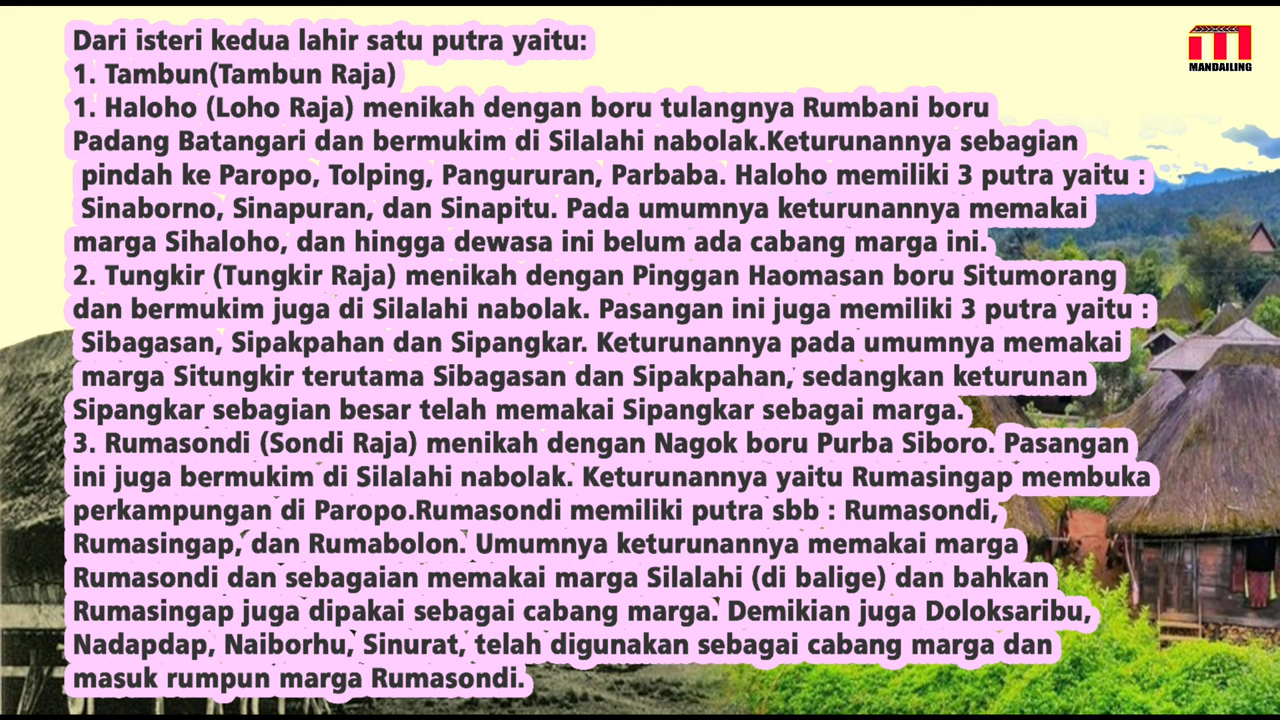 Dari isteri kedua lahir satu putra yaitu:
1. Tambun(Tambun Raja)
1. Haloho (Loho Raja) menikah dengan boru tulangnya Rumbani boru
Padang Batangari dan bermukim di Silalahi nabolak.Keturunannya sebagian
pindah ke Paropo, Tolping, Pangururan, Parbaba. Haloho memiliki 3 putra yaitu :
Sinaborno, Sinapuran, dan Sinapitu. Pada umumnya keturunannya memakai
marga Sihaloho, dan hingga dewasa ini belum ada cabang marga ini.
2. Tungkir (Tungkir Raja) menikah dengan Pinggan Haomasan boru Situmorang
dan bermukim juga di Silalahi nabolak. Pasangan ini juga memiliki 3 putra yaitu :
Sibagasan, Sipakpahan dan Sipangkar. Keturunannya pada umumnya memakai
marga Situngkir terutama Sibagasan dan Sipakpahan, sedangkan keturunan
Sipangkar sebagian besar telah memakai Sipangkar sebagai marga.
3. Rumasondi (Sondi Raja) menikah dengan Nagok boru Purba Siboro. Pasangan
ini juga bermukim di Silalahi nabolak. Keturunannya yaitu Rumasingap membuka
perkampungan di Paropo.Rumasondi memiliki putra sbb : Rumasondi,
Rumasingap, dan Rumabolon. Umumnya keturunannya memakai marga
Rumasondi dan sebagaian memakai marga Silalahi (di balige) dan bahkan
Rumasingap juga dipakai sebagai cabang marga. Demikian juga Doloksaribu,
Nadapdap, Naiborhu, Sinurat, telah digunakan sebagai cabang marga dan
masuk rumpun marga Rumasondi.
MANDAILING